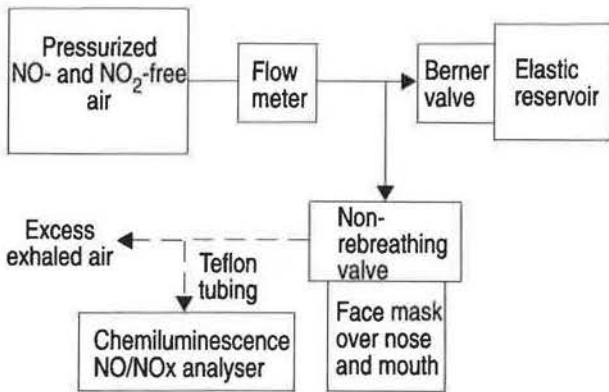 Pressurized
NO- and NO₂-free
air
Flow
meter
Berner
valve
Elastic
reservoir
Non-
rebreathing
valve
Excess
exhaled air
Teflon
tubing
Face mask
over nose
and mouth
Chemiluminescence
NO/NOx analyser